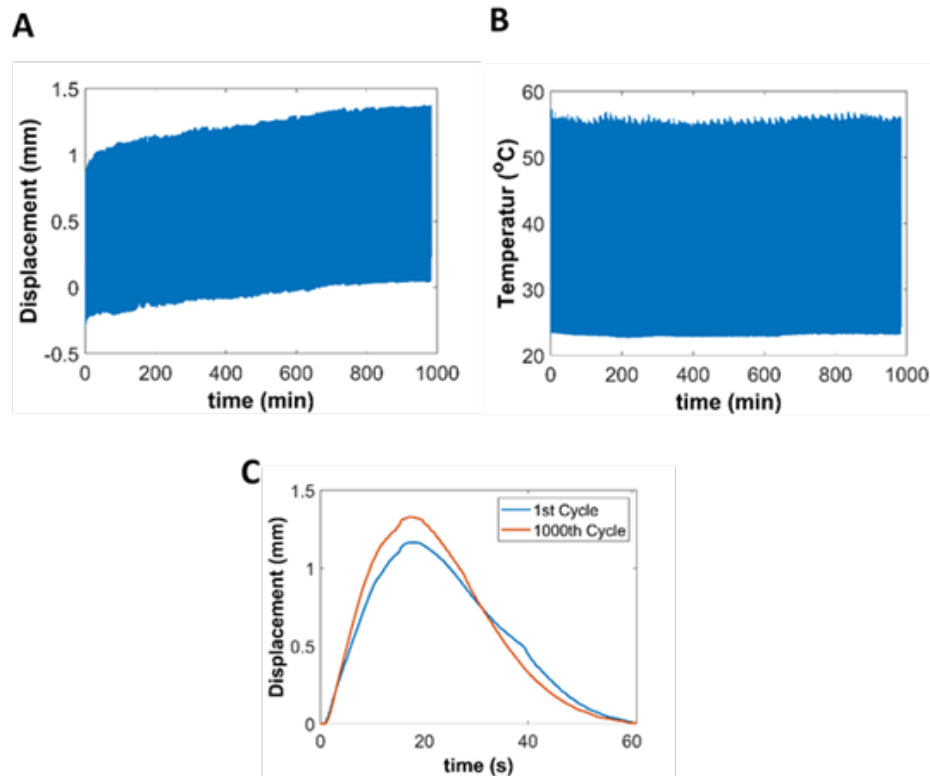 A
B
1.5
1
0.5
0
-0.5
Displacement (mm)
0
200
400
600
800
1000
time (min)
60
50
40
30
20
Temperatur (°C)
0
200
400
600
800
1000
time (min)
C
1.5
1
0.5
0
Displacement (mm)
1st Cycle
1000th Cycle
0
20
40
60
time (s)